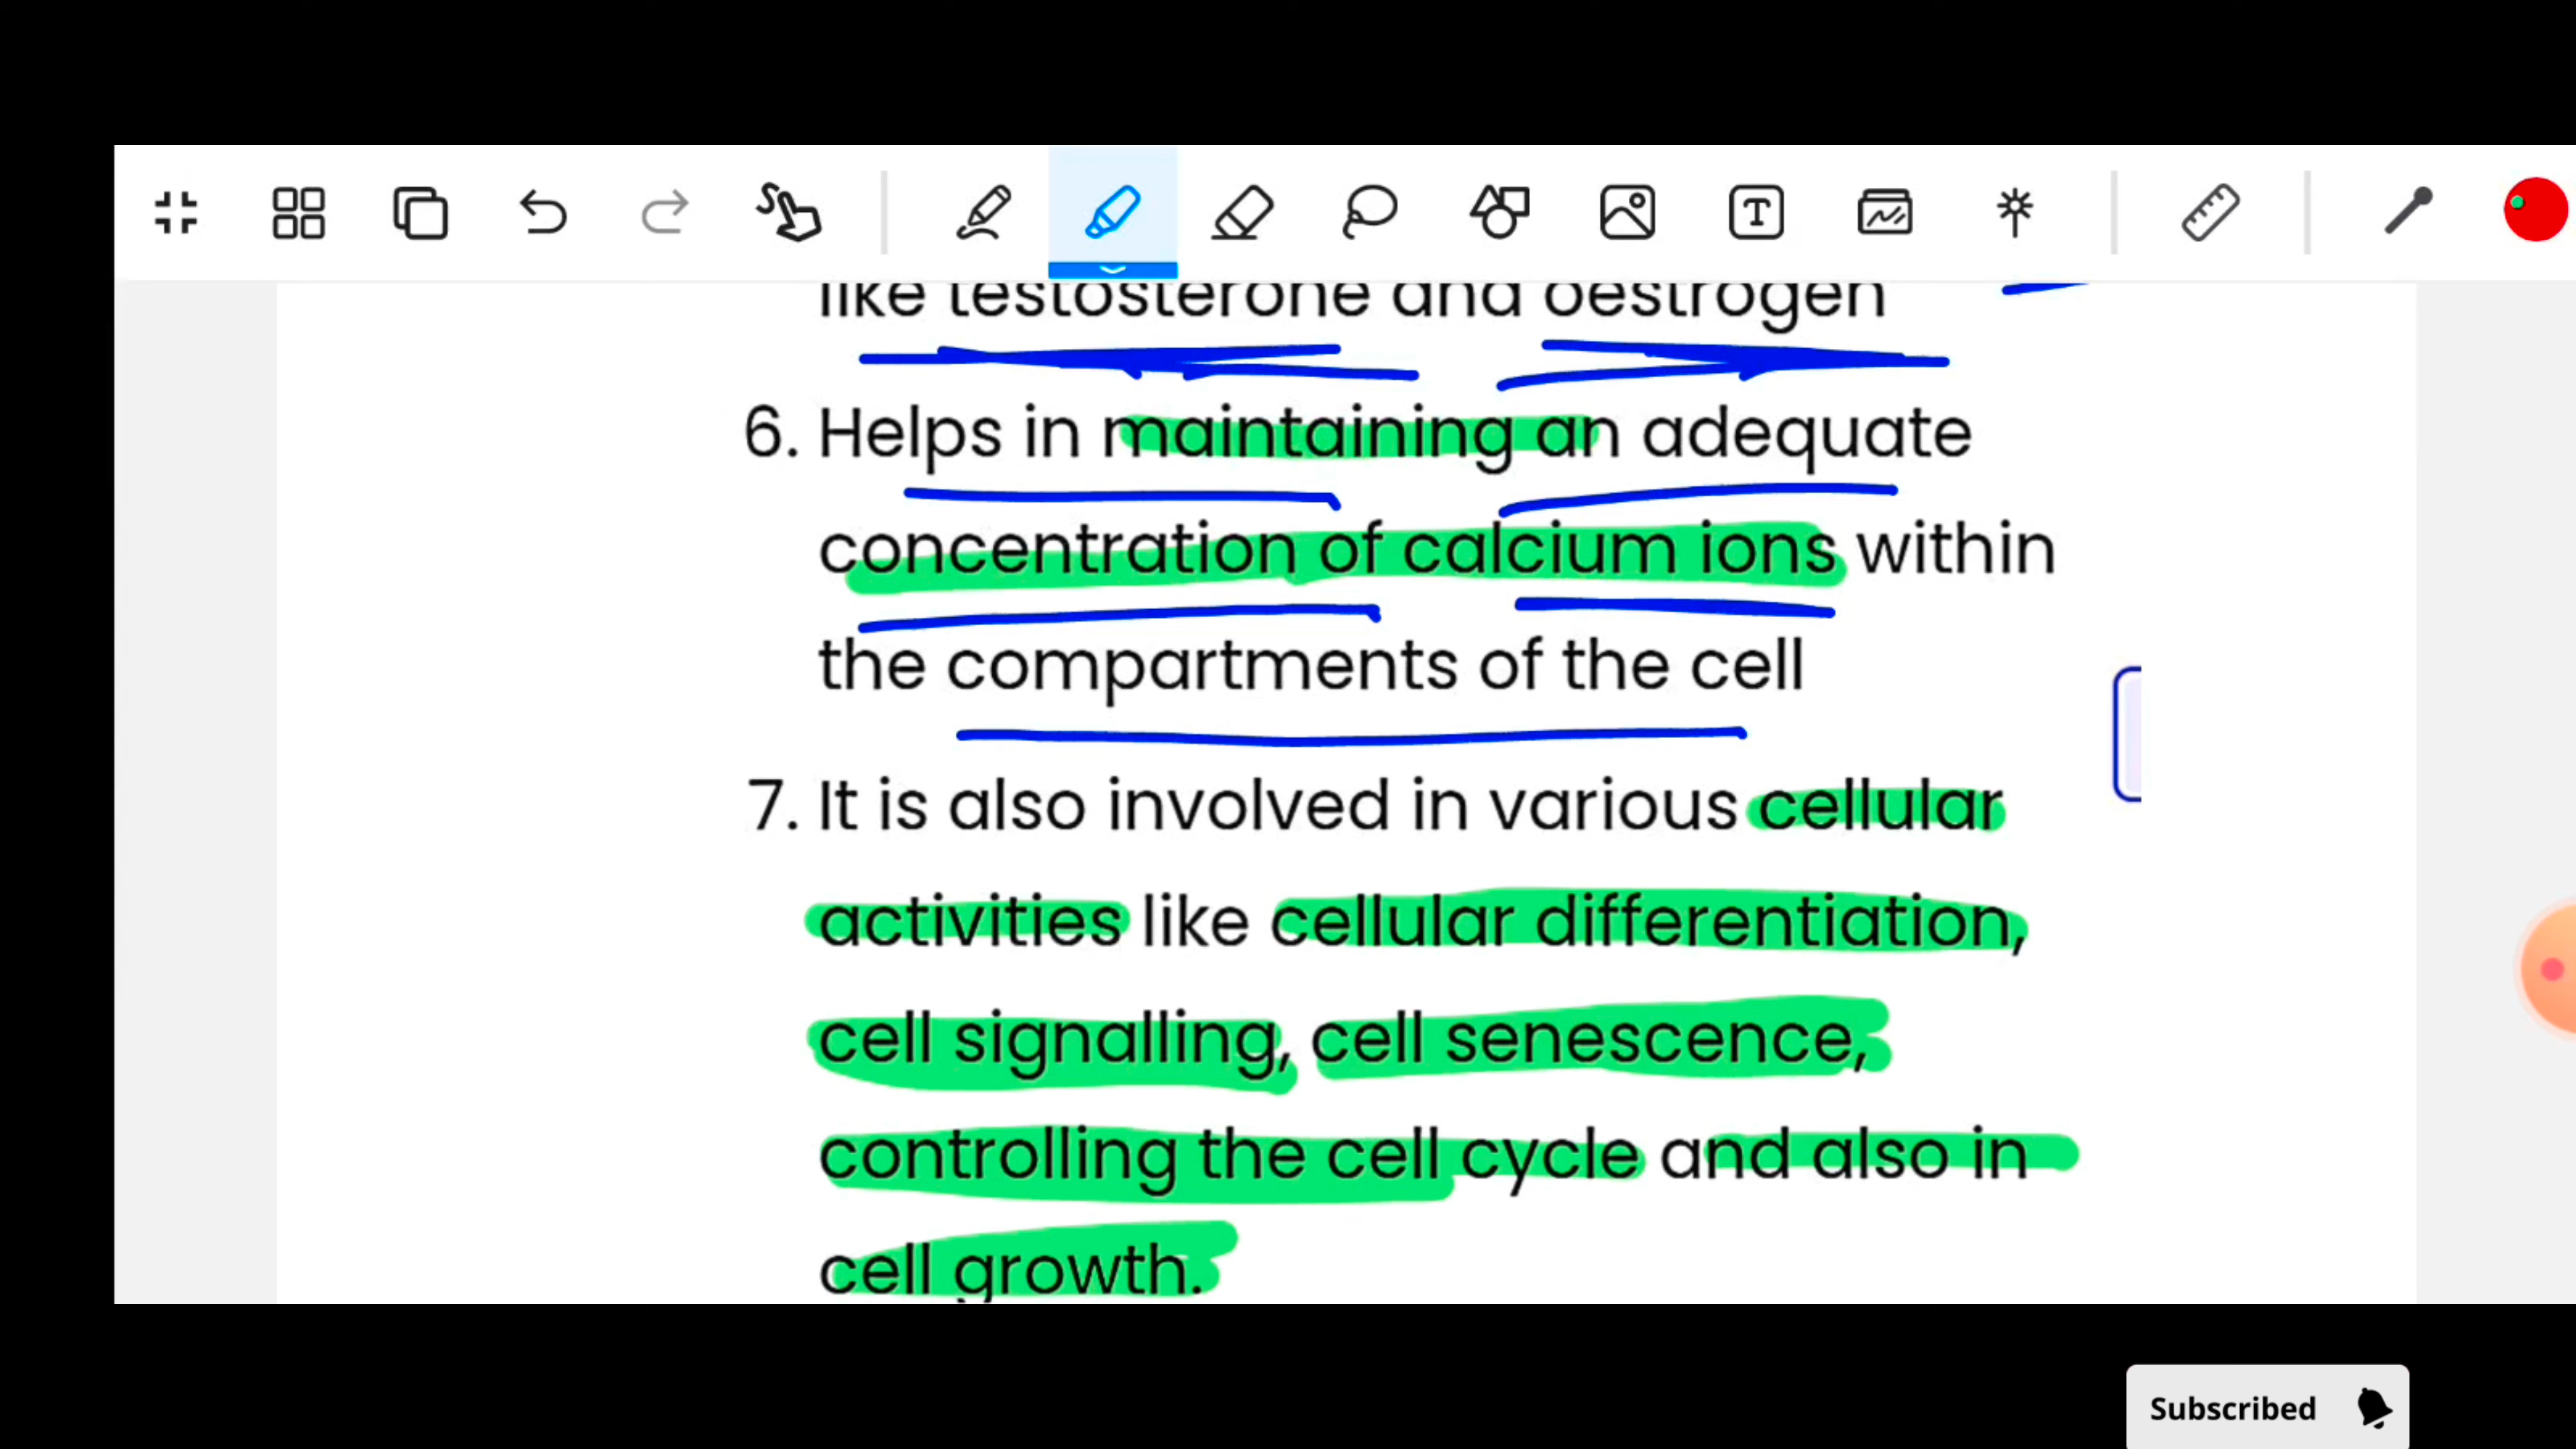 like testosterone and oestrogen
6. Helps in maintaining an adequate
concentration of calcium ions within
the compartments of the cell
7. It is also involved in various cellular
activities like cellular differentiation,
cell signalling, cell senescence,
controlling the cell cycle and also in
cell growth.
Subscribed